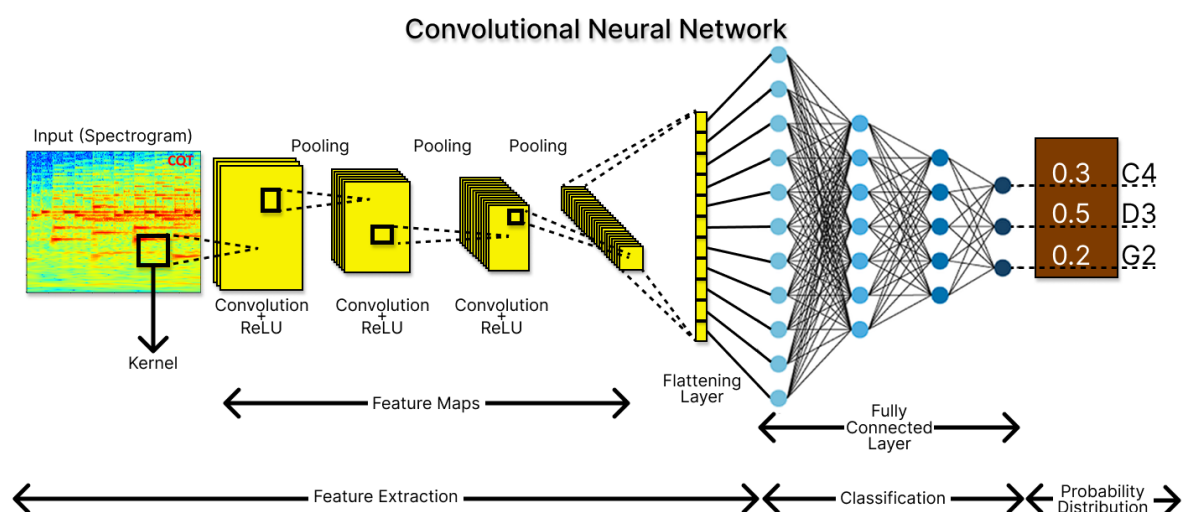 Convolutional Neural Network
Input (Spectrogram)
CQT
Pooling
Pooling
Pooling
Convolution
+
ReLU
Convolution
+
ReLU
Convolution
+
ReLU
Kernel
Feature Maps
Flattening
Layer
Fully
Connected
Layer
0.3 C4
0.5 D3
0.2 G2
Feature Extraction
Classification
Probability
Distribution